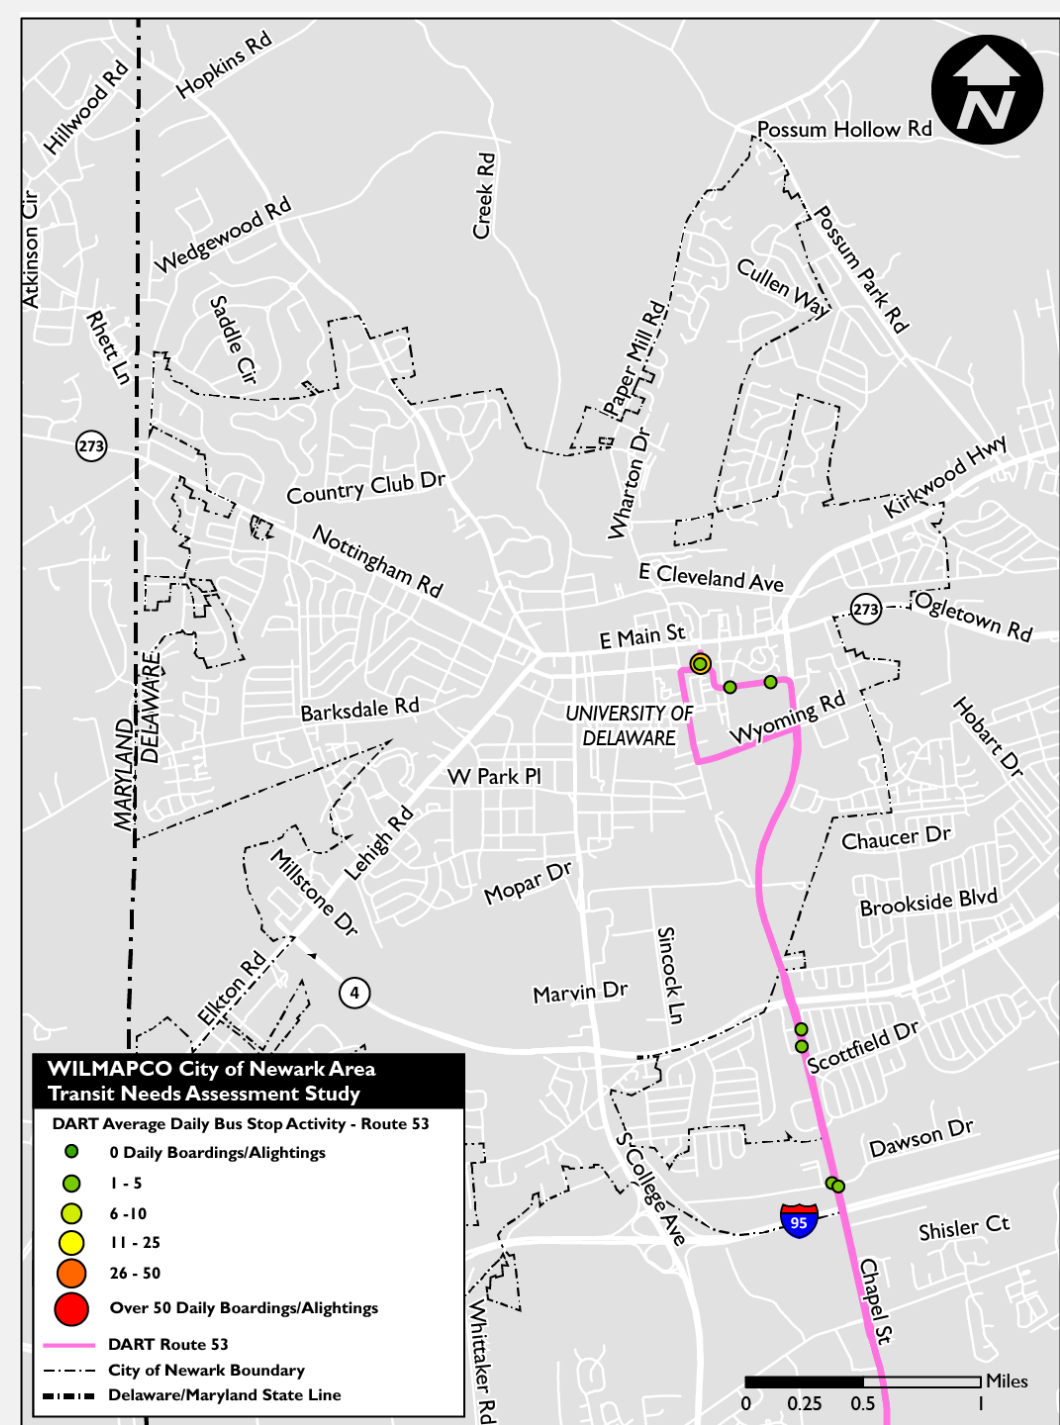 Hopkins Rd
Hillwood Rd
N
Possum Hollow Rd
Creek Rd
Atkinson Cir
Wedgewood Rd
Possum Park Rd
Cullen Way
Saddle Cir
Rhett Ln
Paper Mill Rd
273
Wharton Dr
Kirkwood Hwy
Country Club Dr
Nottingham Rd
E Cleveland Ave
273
Ogletown Rd
E Main St
MARYLAND
DELAWARE
Barksdale Rd
UNIVERSITY OF
DELAWARE
Wyoming Rd
Hobart Dr
W Park Pl
Lehigh Rd
Chaucer Dr
Millstone Dr
Mopar Dr
Brookside Blvd
Sincock Ln
Elkton Rd
4
Marvin Dr
Scottfield Dr
WILMAPCO City of Newark Area
Transit Needs Assessment Study
DART Average Daily Bus Stop Activity - Route 53
0 Daily Boardings/Alightings
1 - 5
6 -10
11 - 25
26 - 50
Over 50 Daily Boardings/Alightings
DART Route 53
City of Newark Boundary
Delaware/Maryland State Line
S College Ave
Dawson Dr
95
Shisler Ct
Chapel St
Whittaker Rd
Miles
0 0.25 0.5 1